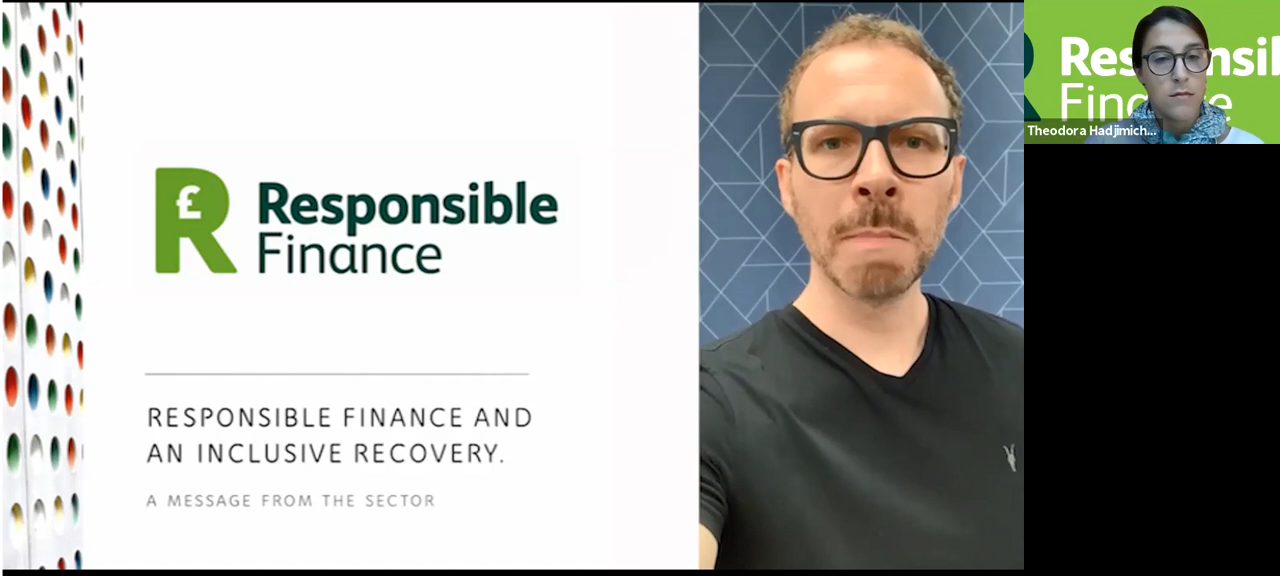 £
Responsible
Finance
RESPONSIBLE FINANCE AND
AN INCLUSIVE RECOVERY.
A MESSAGE FROM THE SECTOR
Theodora Hadjimich...